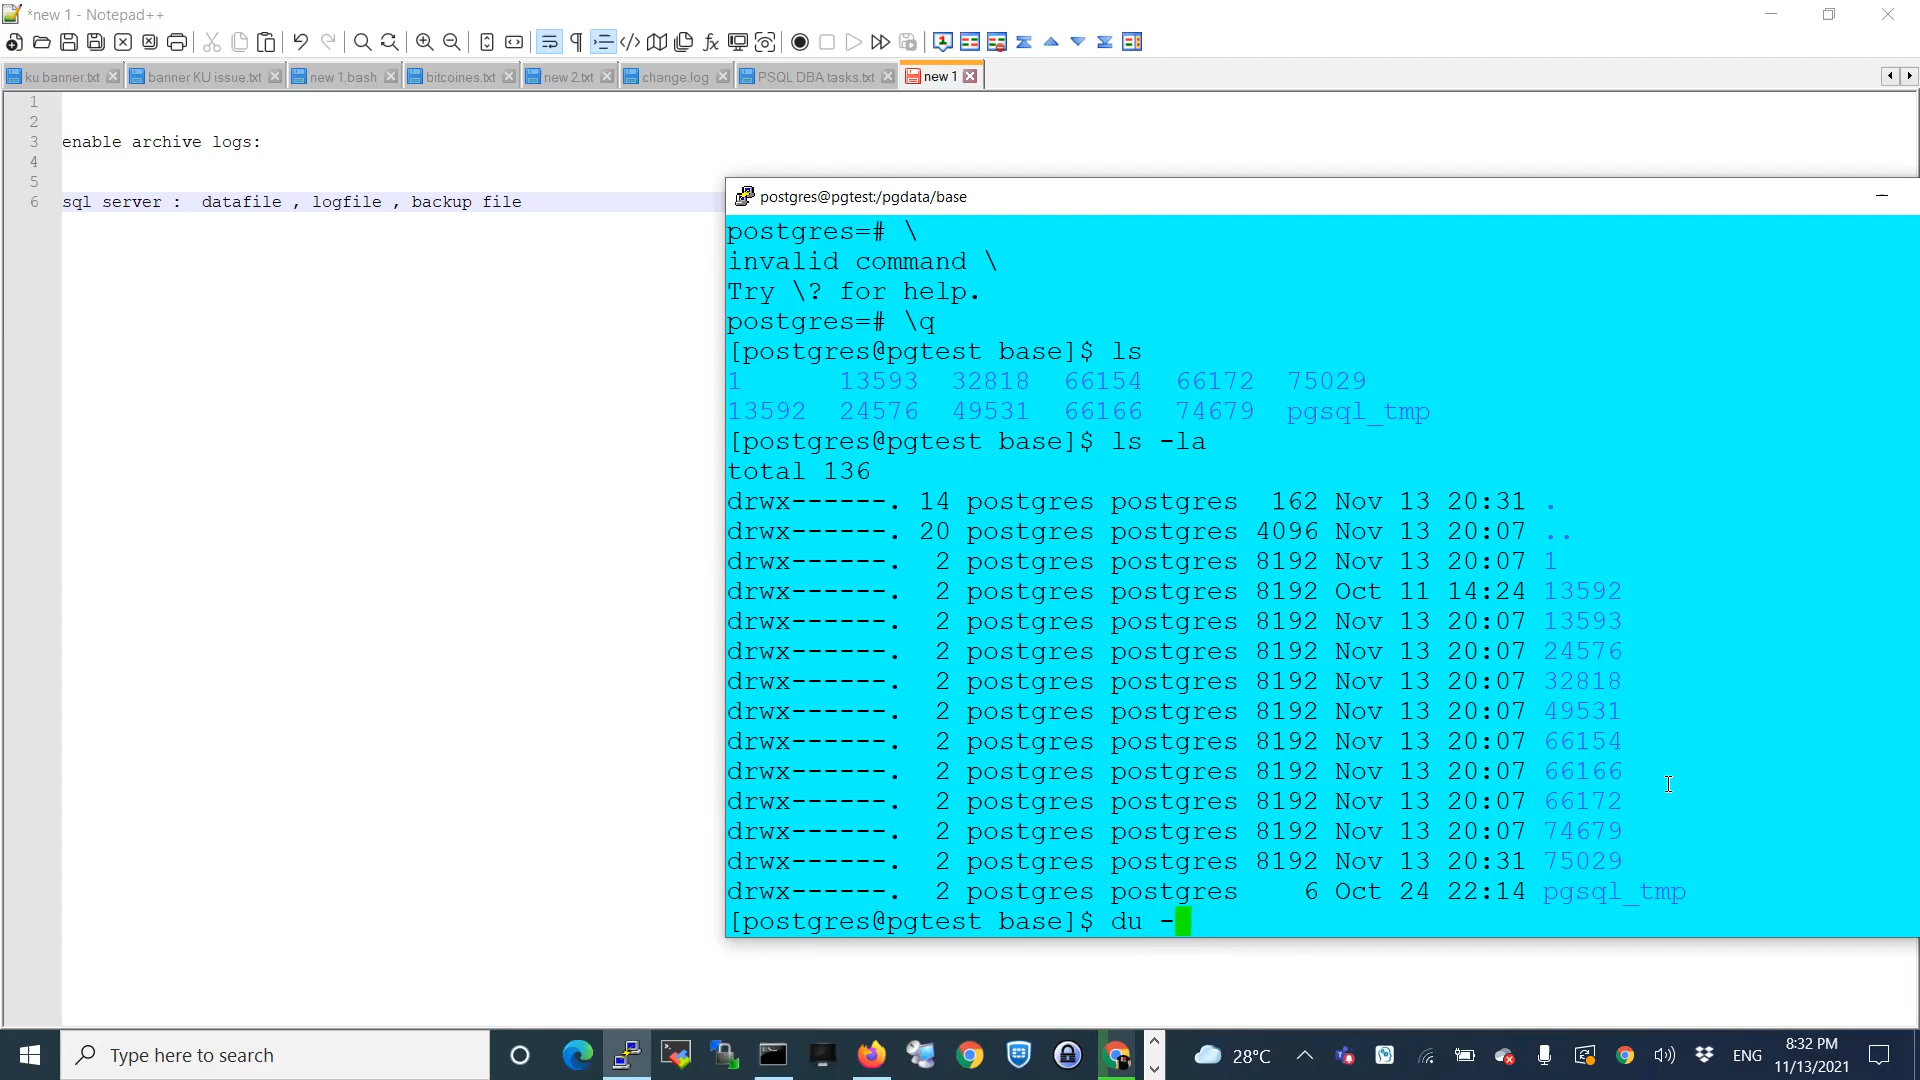 *new 1 - Notepad++
ku banner.txt banner KU issue.txt new 1.bash bitcoines.txt new 2.txt change.log PSQL DBA tasks.txt new 1
1
2
3 enable archive logs:
4
5
6 sql server :  datafile , logfile , backup file
postgres@pgtest:/pgdata/base
postgres=# \
invalid command \
Try \? for help.
postgres=# \q
[postgres@pgtest base]$ ls
1      13593  32818  66154  66172  75029
13592  24576  49531  66166  74679  pgsql_tmp
[postgres@pgtest base]$ ls -la
total 136
drwx------. 14 postgres postgres  162 Nov 13 20:31 .
drwx------. 20 postgres postgres 4096 Nov 13 20:07 ..
drwx------.  2 postgres postgres 8192 Nov 13 20:07 1
drwx------.  2 postgres postgres 8192 Oct 11 14:24 13592
drwx------.  2 postgres postgres 8192 Nov 13 20:07 13593
drwx------.  2 postgres postgres 8192 Nov 13 20:07 24576
drwx------.  2 postgres postgres 8192 Nov 13 20:07 32818
drwx------.  2 postgres postgres 8192 Nov 13 20:07 49531
drwx------.  2 postgres postgres 8192 Nov 13 20:07 66154
drwx------.  2 postgres postgres 8192 Nov 13 20:07 66166
drwx------.  2 postgres postgres 8192 Nov 13 20:07 66172
drwx------.  2 postgres postgres 8192 Nov 13 20:07 74679
drwx------.  2 postgres postgres 8192 Nov 13 20:31 75029
drwx------.  2 postgres postgres    6 Oct 24 22:14 pgsql_tmp
[postgres@pgtest base]$ du -
Type here to search
28°C
ENG
8:32 PM
11/13/2021